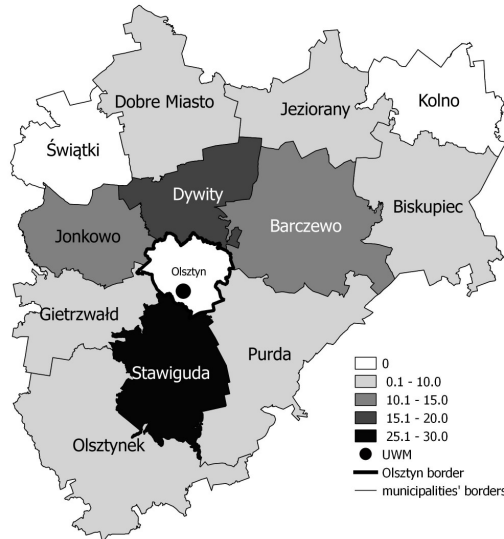 Dobre Miasto
Jeziorany
Kolno
Świątki
Dywity
Biskupiec
Jonkowo
Barczewo
Olsztyn
Gietrzwałd
Stawiguda
Purda
Olsztynek
0
0.1 - 10.0
10.1 - 15.0
15.1 - 20.0
25.1 - 30.0
UWM
Olsztyn border
municipalities' borders